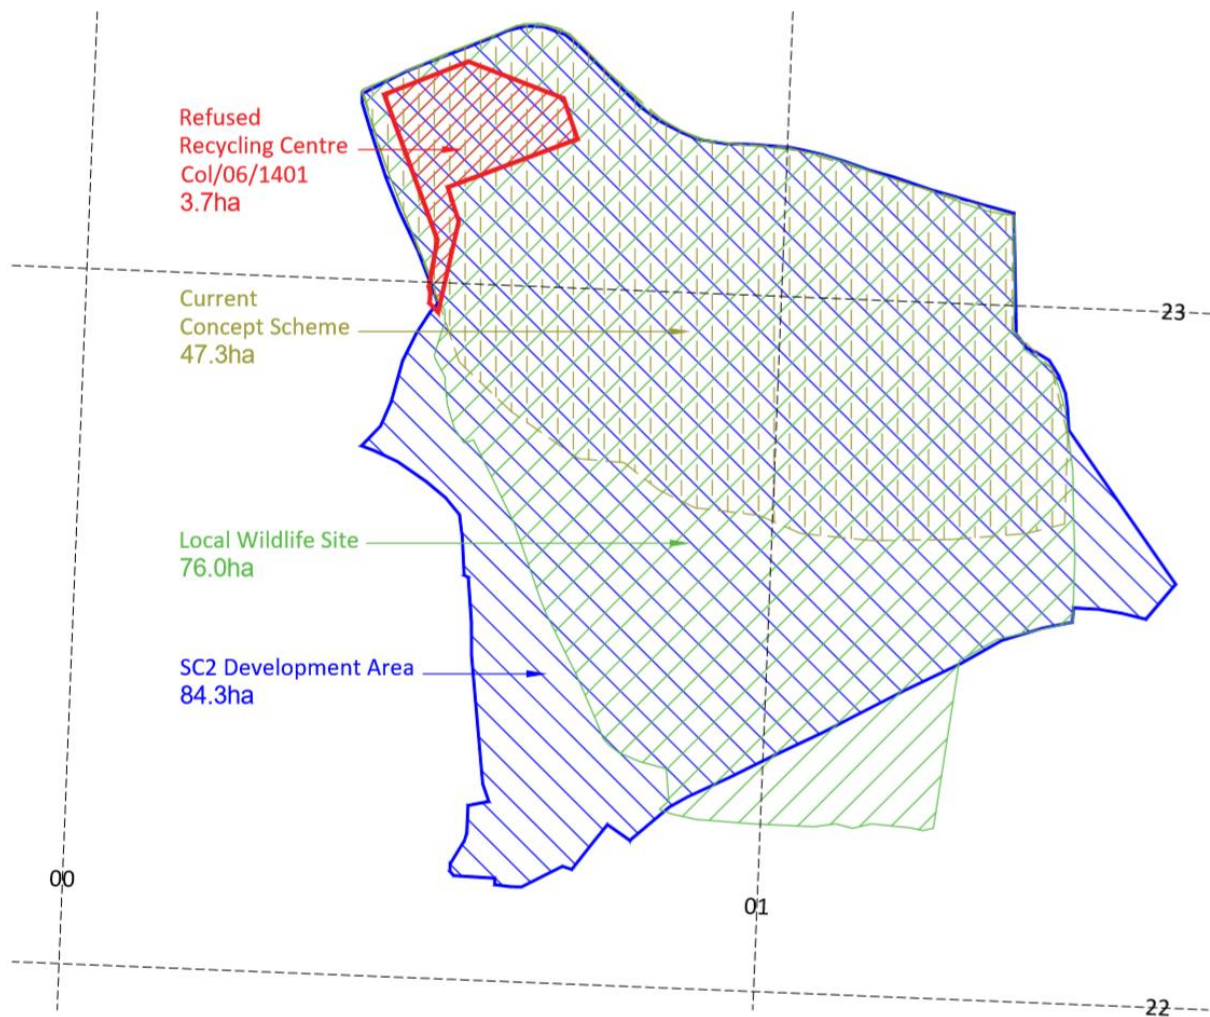 Refused
Recycling Centre
Col/06/1401
3.7ha
Current
Concept Scheme
47.3ha
23
Local Wildlife Site
76.0ha
SC2 Development Area
84.3ha
00
01
22